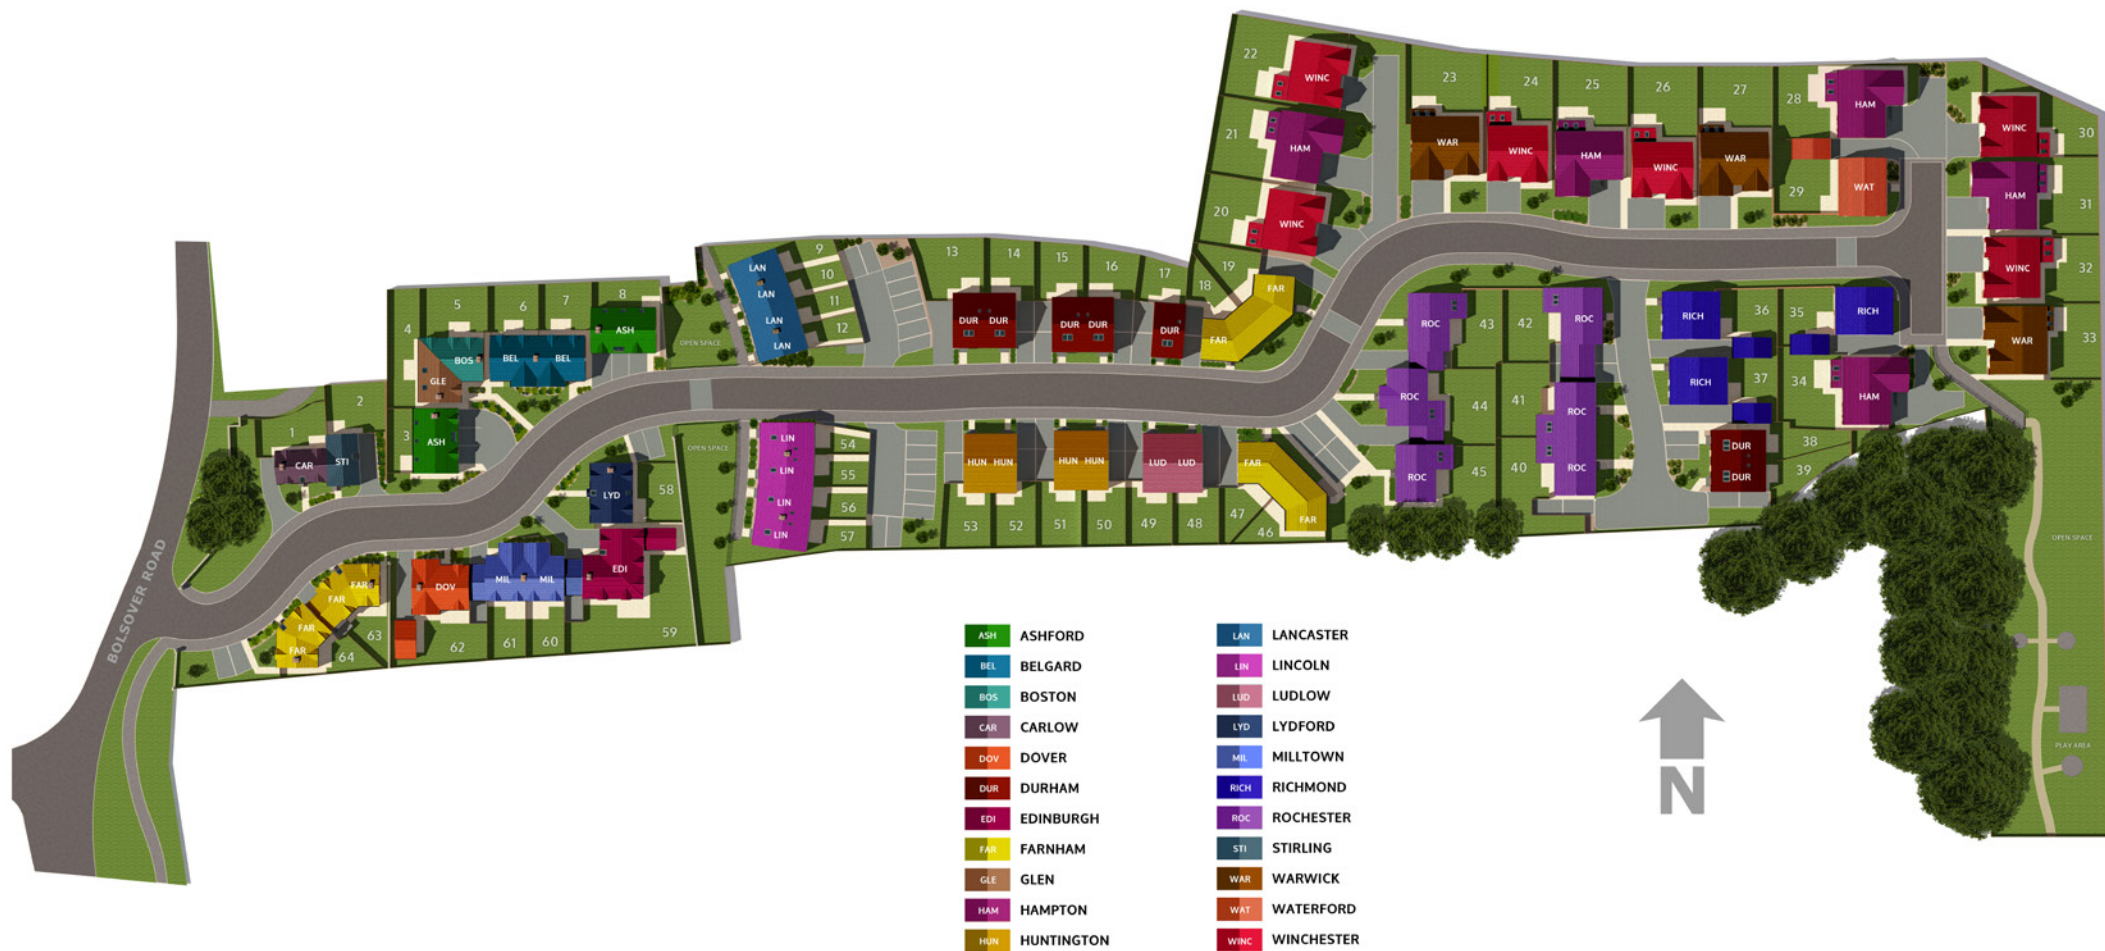 22
WINC
23
24
25
26
27
28
HAM
WINC
30
21
HAM
WAR
WINC
HAM
WINC
WAR
29
WAT
HAM
31
20
WINC
WINC
32
19
18
FAR
FAR
9
10
11
12
LAN
LAN
LAN
LAN
13
14
15
16
17
DUR DUR
DUR DUR
DUR
4
5
6
7
8
ASH
BOS
BEL
BEL
GLE
OPEN SPACE
ROC
43
42
ROC
RICH
36
35
RICH
WAR
33
2
1
CAR
STI
3
ASH
ROC
44
41
ROC
RICH
37
34
HAM
OPEN SPACE
LIN
LIN
LIN
LIN
54
55
56
57
HUN HUN
HUN HUN
LUD LUD
FAR
FAR
ROC
45
40
ROC
DUR
DUR
38
39
LYD
58
53
52
51
50
49
48
47
46
OPEN SPACE
BOLSOVER ROAD
FAR
FAR
FAR
FAR
DOV
MIL
MIL
EDI
63
64
62
61
60
59
PLAY AREA
N
ASH ASHFORD
BEL BELGARD
BOS BOSTON
CAR CARLOW
DOV DOVER
DUR DURHAM
EDI EDINBURGH
FAR FARNHAM
GLE GLEN
HAM HAMPTON
HUN HUNTINGTON
LAN LANCASTER
LIN LINCOLN
LUD LUDLOW
LYD LYDFORD
MIL MILLTOWN
RICH RICHMOND
ROC ROCHESTER
STI STIRLING
WAR WARWICK
WAT WATERFORD
WINC WINCHESTER